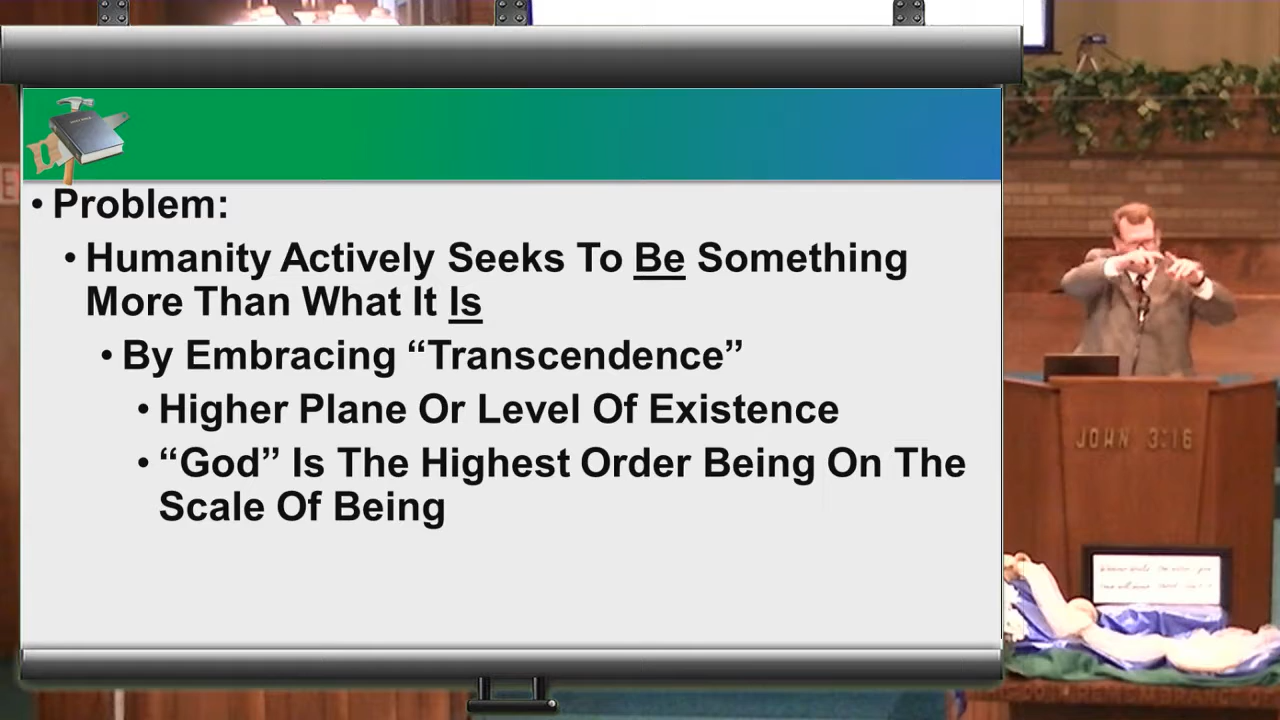 • Problem:
• Humanity Actively Seeks To Be Something
More Than What It Is
• By Embracing “Transcendence”
• Higher Plane Or Level Of Existence
• “God” Is The Highest Order Being On The
Scale Of Being
JOHN 3:16